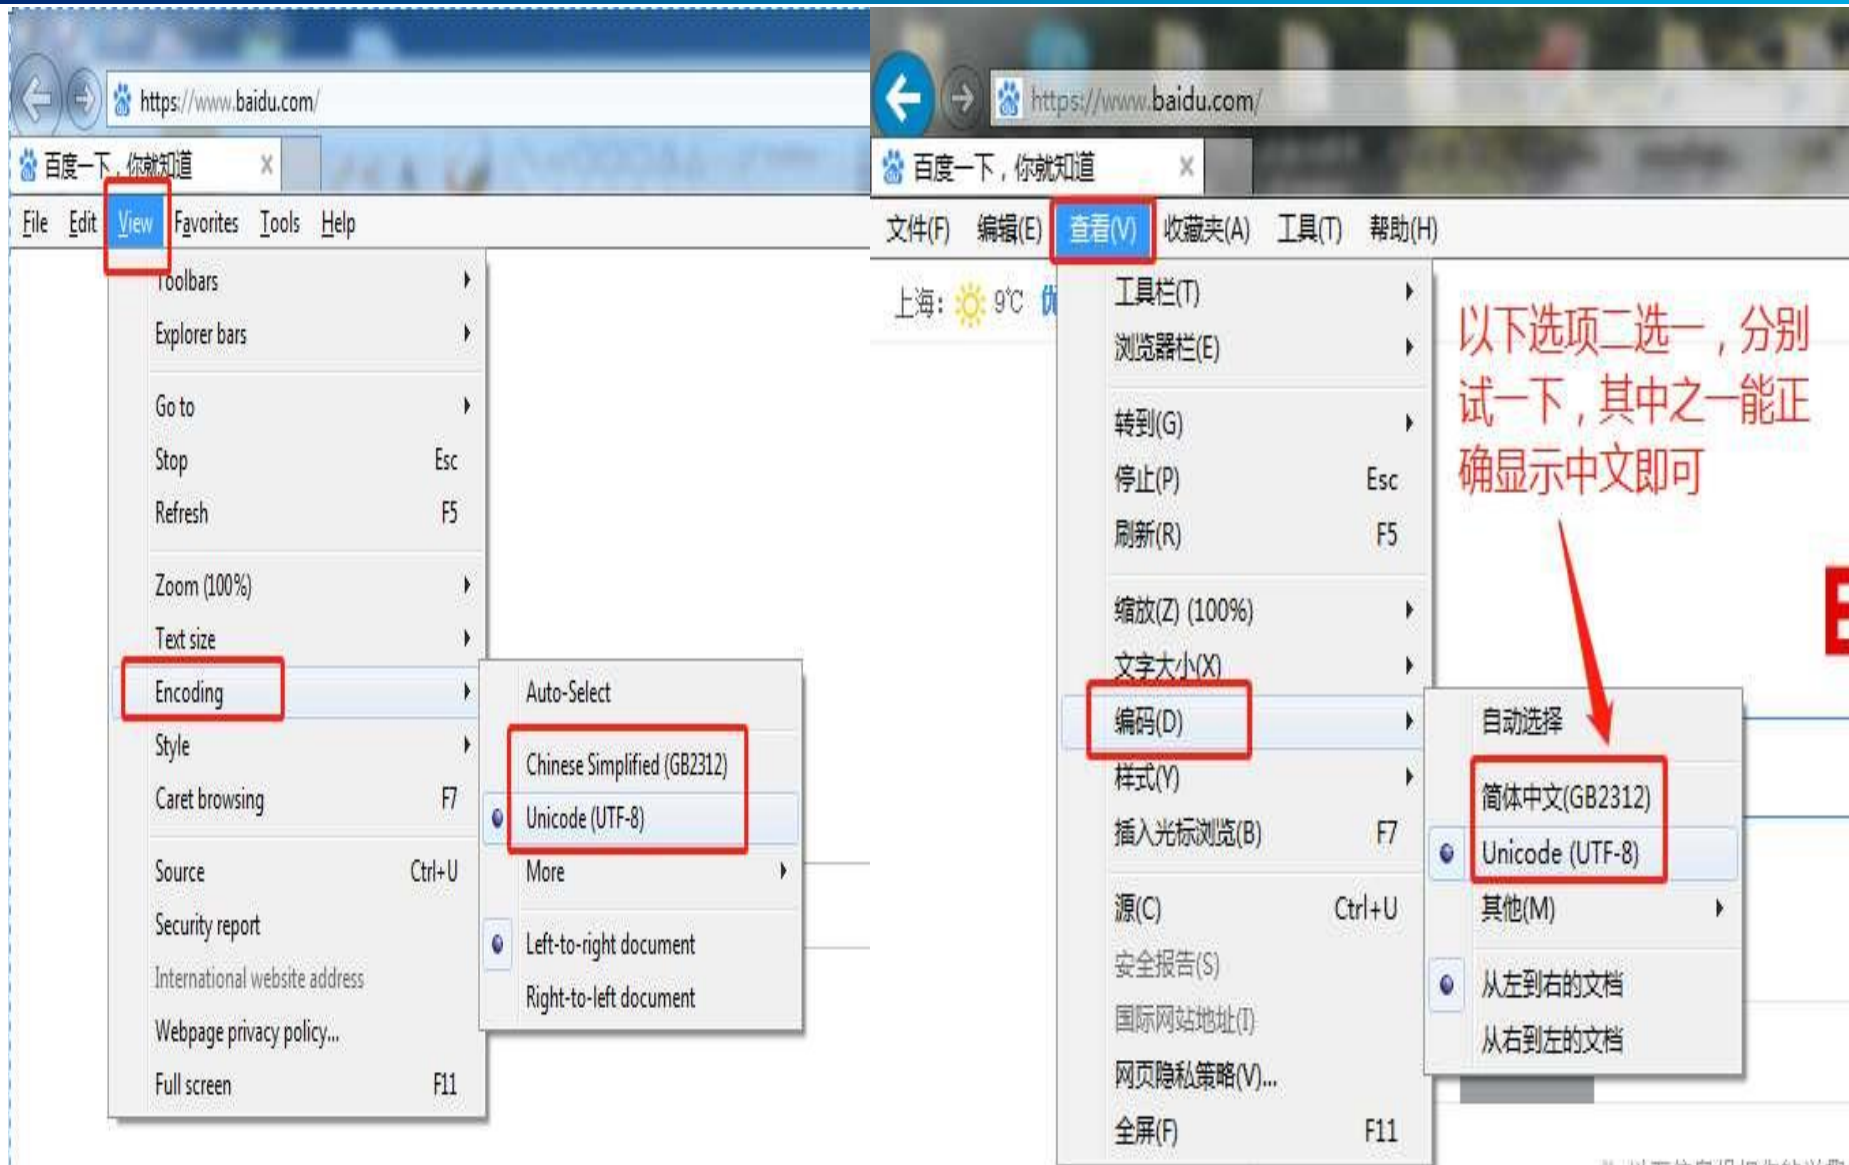 https://www.baidu.com/
百度一下，你就知道
File Edit View Favorites Tools Help
Toolbars
Explorer bars
Go to
Stop Esc
Refresh F5
Zoom (100%)
Text size
Encoding
Style
Caret browsing F7
Source Ctrl+U
Security report
International website address
Webpage privacy policy...
Full screen F11
Auto-Select
Chinese Simplified (GB2312)
Unicode (UTF-8)
More
Left-to-right document
Right-to-left document
https://www.baidu.com/
百度一下，你就知道
文件(F) 编辑(E) 查看(V) 收藏夹(A) 工具(T) 帮助(H)
上海： 9℃ 优
工具栏(T)
浏览器栏(E)
转到(G)
停止(P) Esc
刷新(R) F5
缩放(Z) (100%)
文字大小(X)
编码(D)
样式(Y)
插入光标浏览(B) F7
源(C) Ctrl+U
安全报告(S)
国际网站地址(I)
网页隐私策略(V)...
全屏(F) F11
以下选项二选一，分别
试一下，其中之一能正
确显示中文即可
自动选择
简体中文(GB2312)
Unicode (UTF-8)
其他(M)
从左到右的文档
从右到左的文档